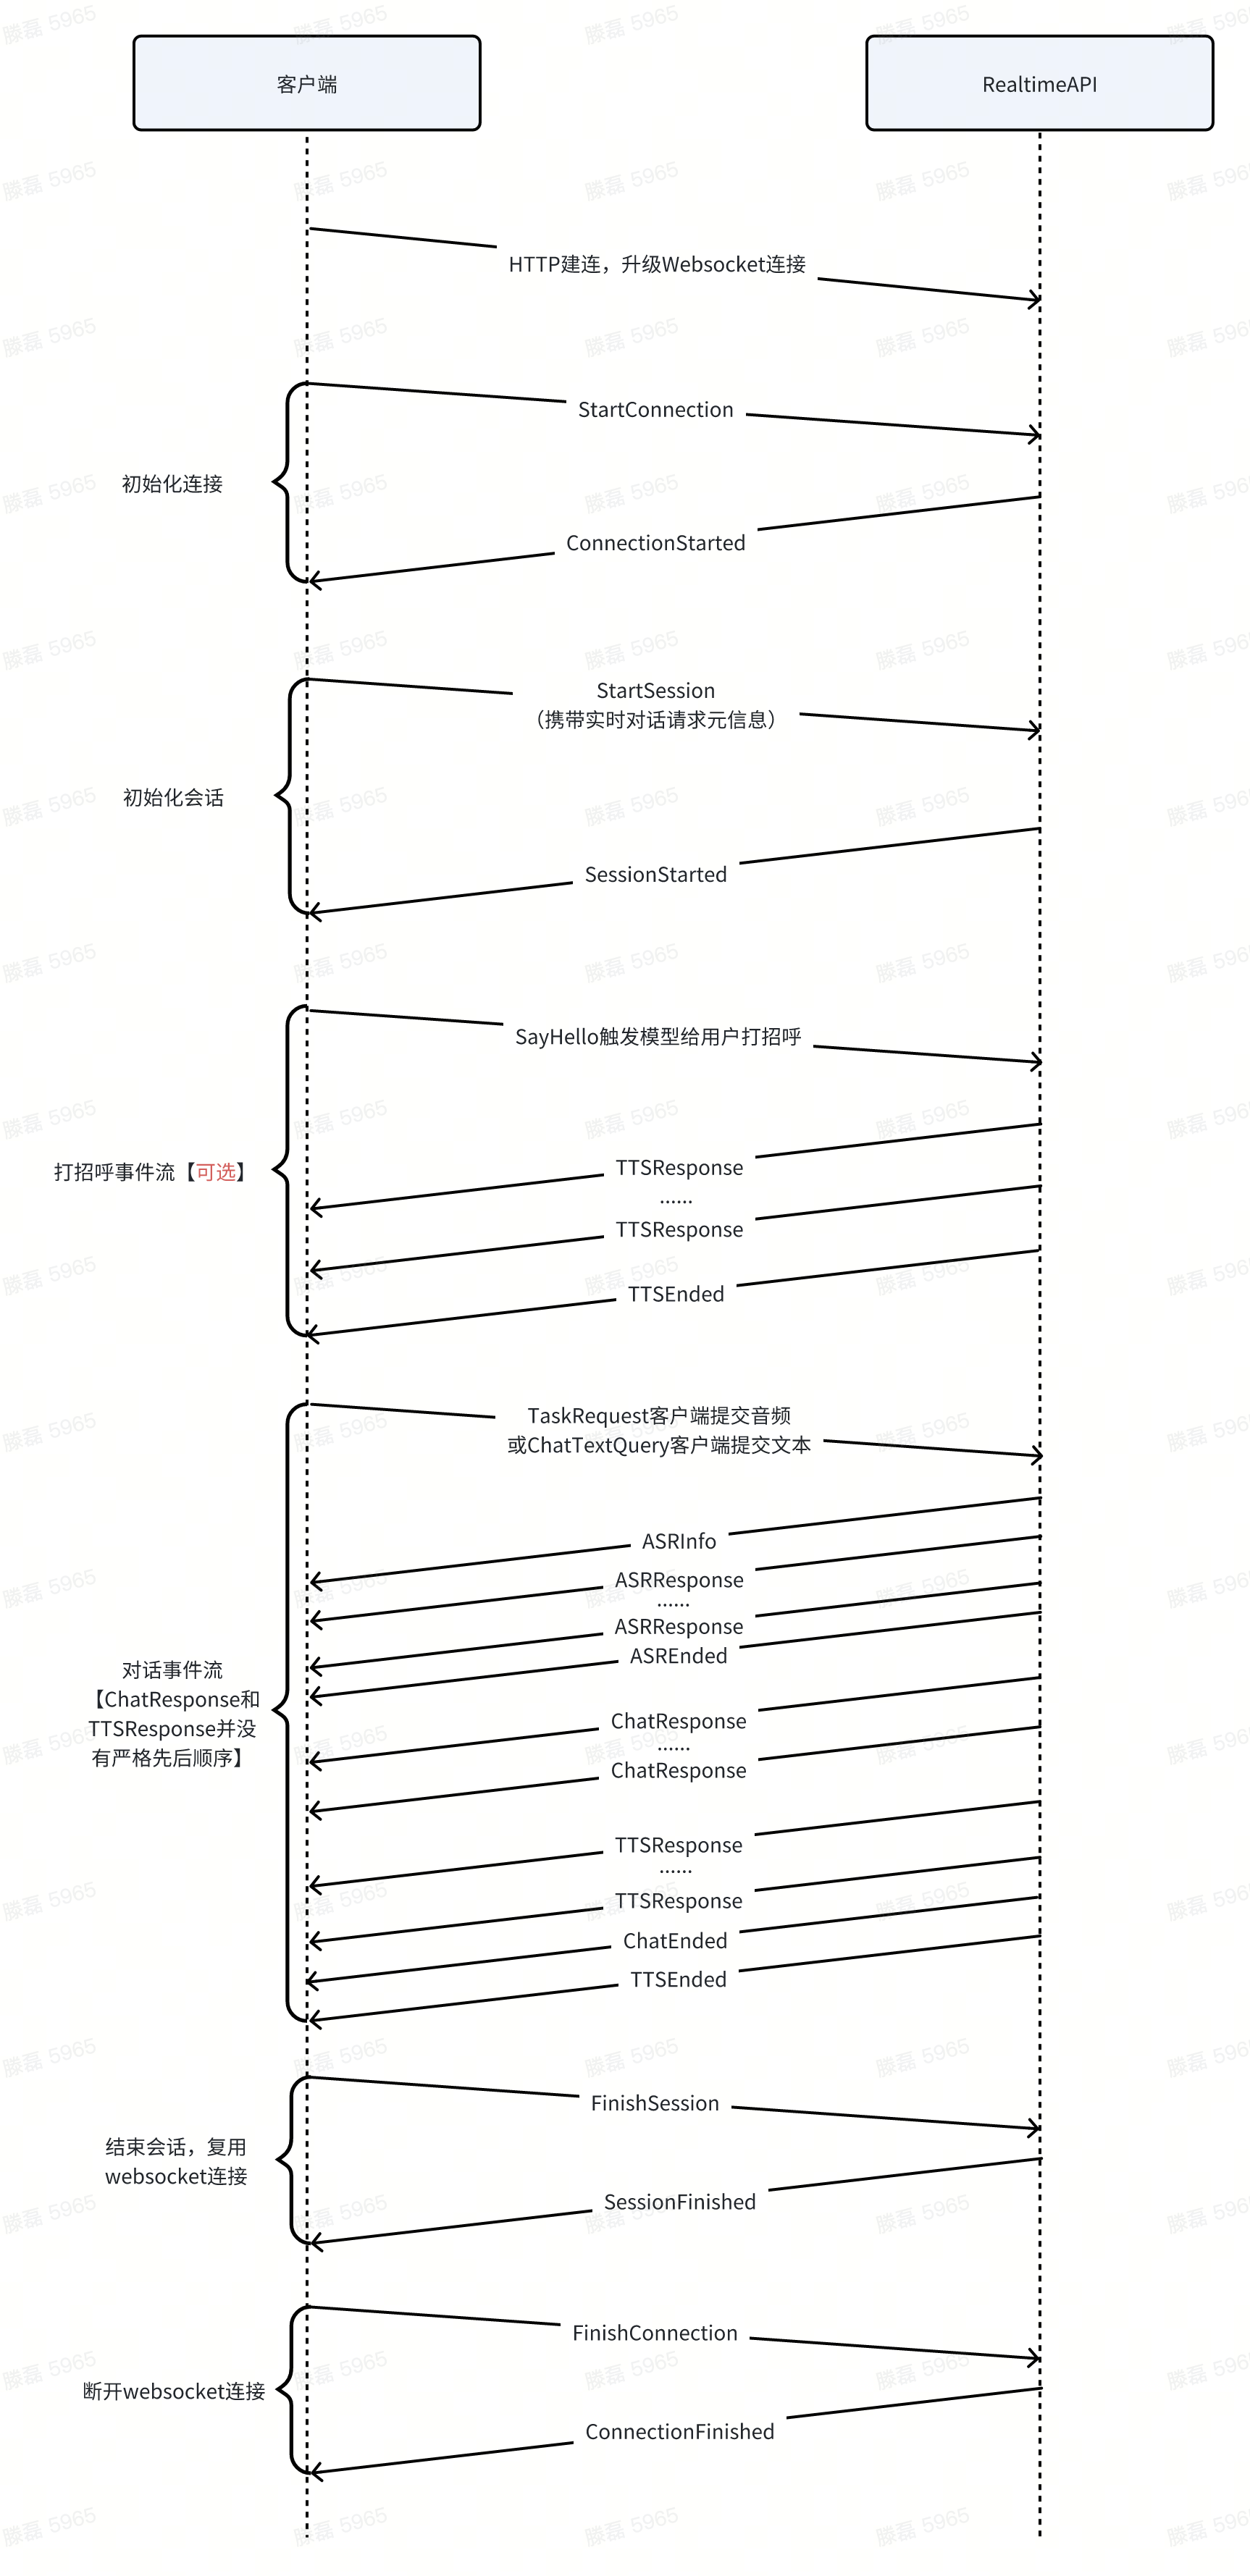 客户端
RealtimeAPI
HTTP建连，升级Websocket连接
StartConnection
初始化连接
ConnectionStarted
StartSession
（携带实时对话请求元信息）
初始化会话
SessionStarted
SayHello触发模型给用户打招呼
打招呼事件流【可选】
TTSResponse
......
TTSResponse
TTSEnded
TaskRequest客户端提交音频
或ChatTextQuery客户端提交文本
ASRInfo
ASRResponse
......
ASRResponse
ASREnded
对话事件流
【ChatResponse和
TTSResponse并没
有严格先后顺序】
ChatResponse
......
ChatResponse
TTSResponse
......
TTSResponse
ChatEnded
TTSEnded
FinishSession
结束会话，复用
websocket连接
SessionFinished
FinishConnection
断开websocket连接
ConnectionFinished
滕磊 5965